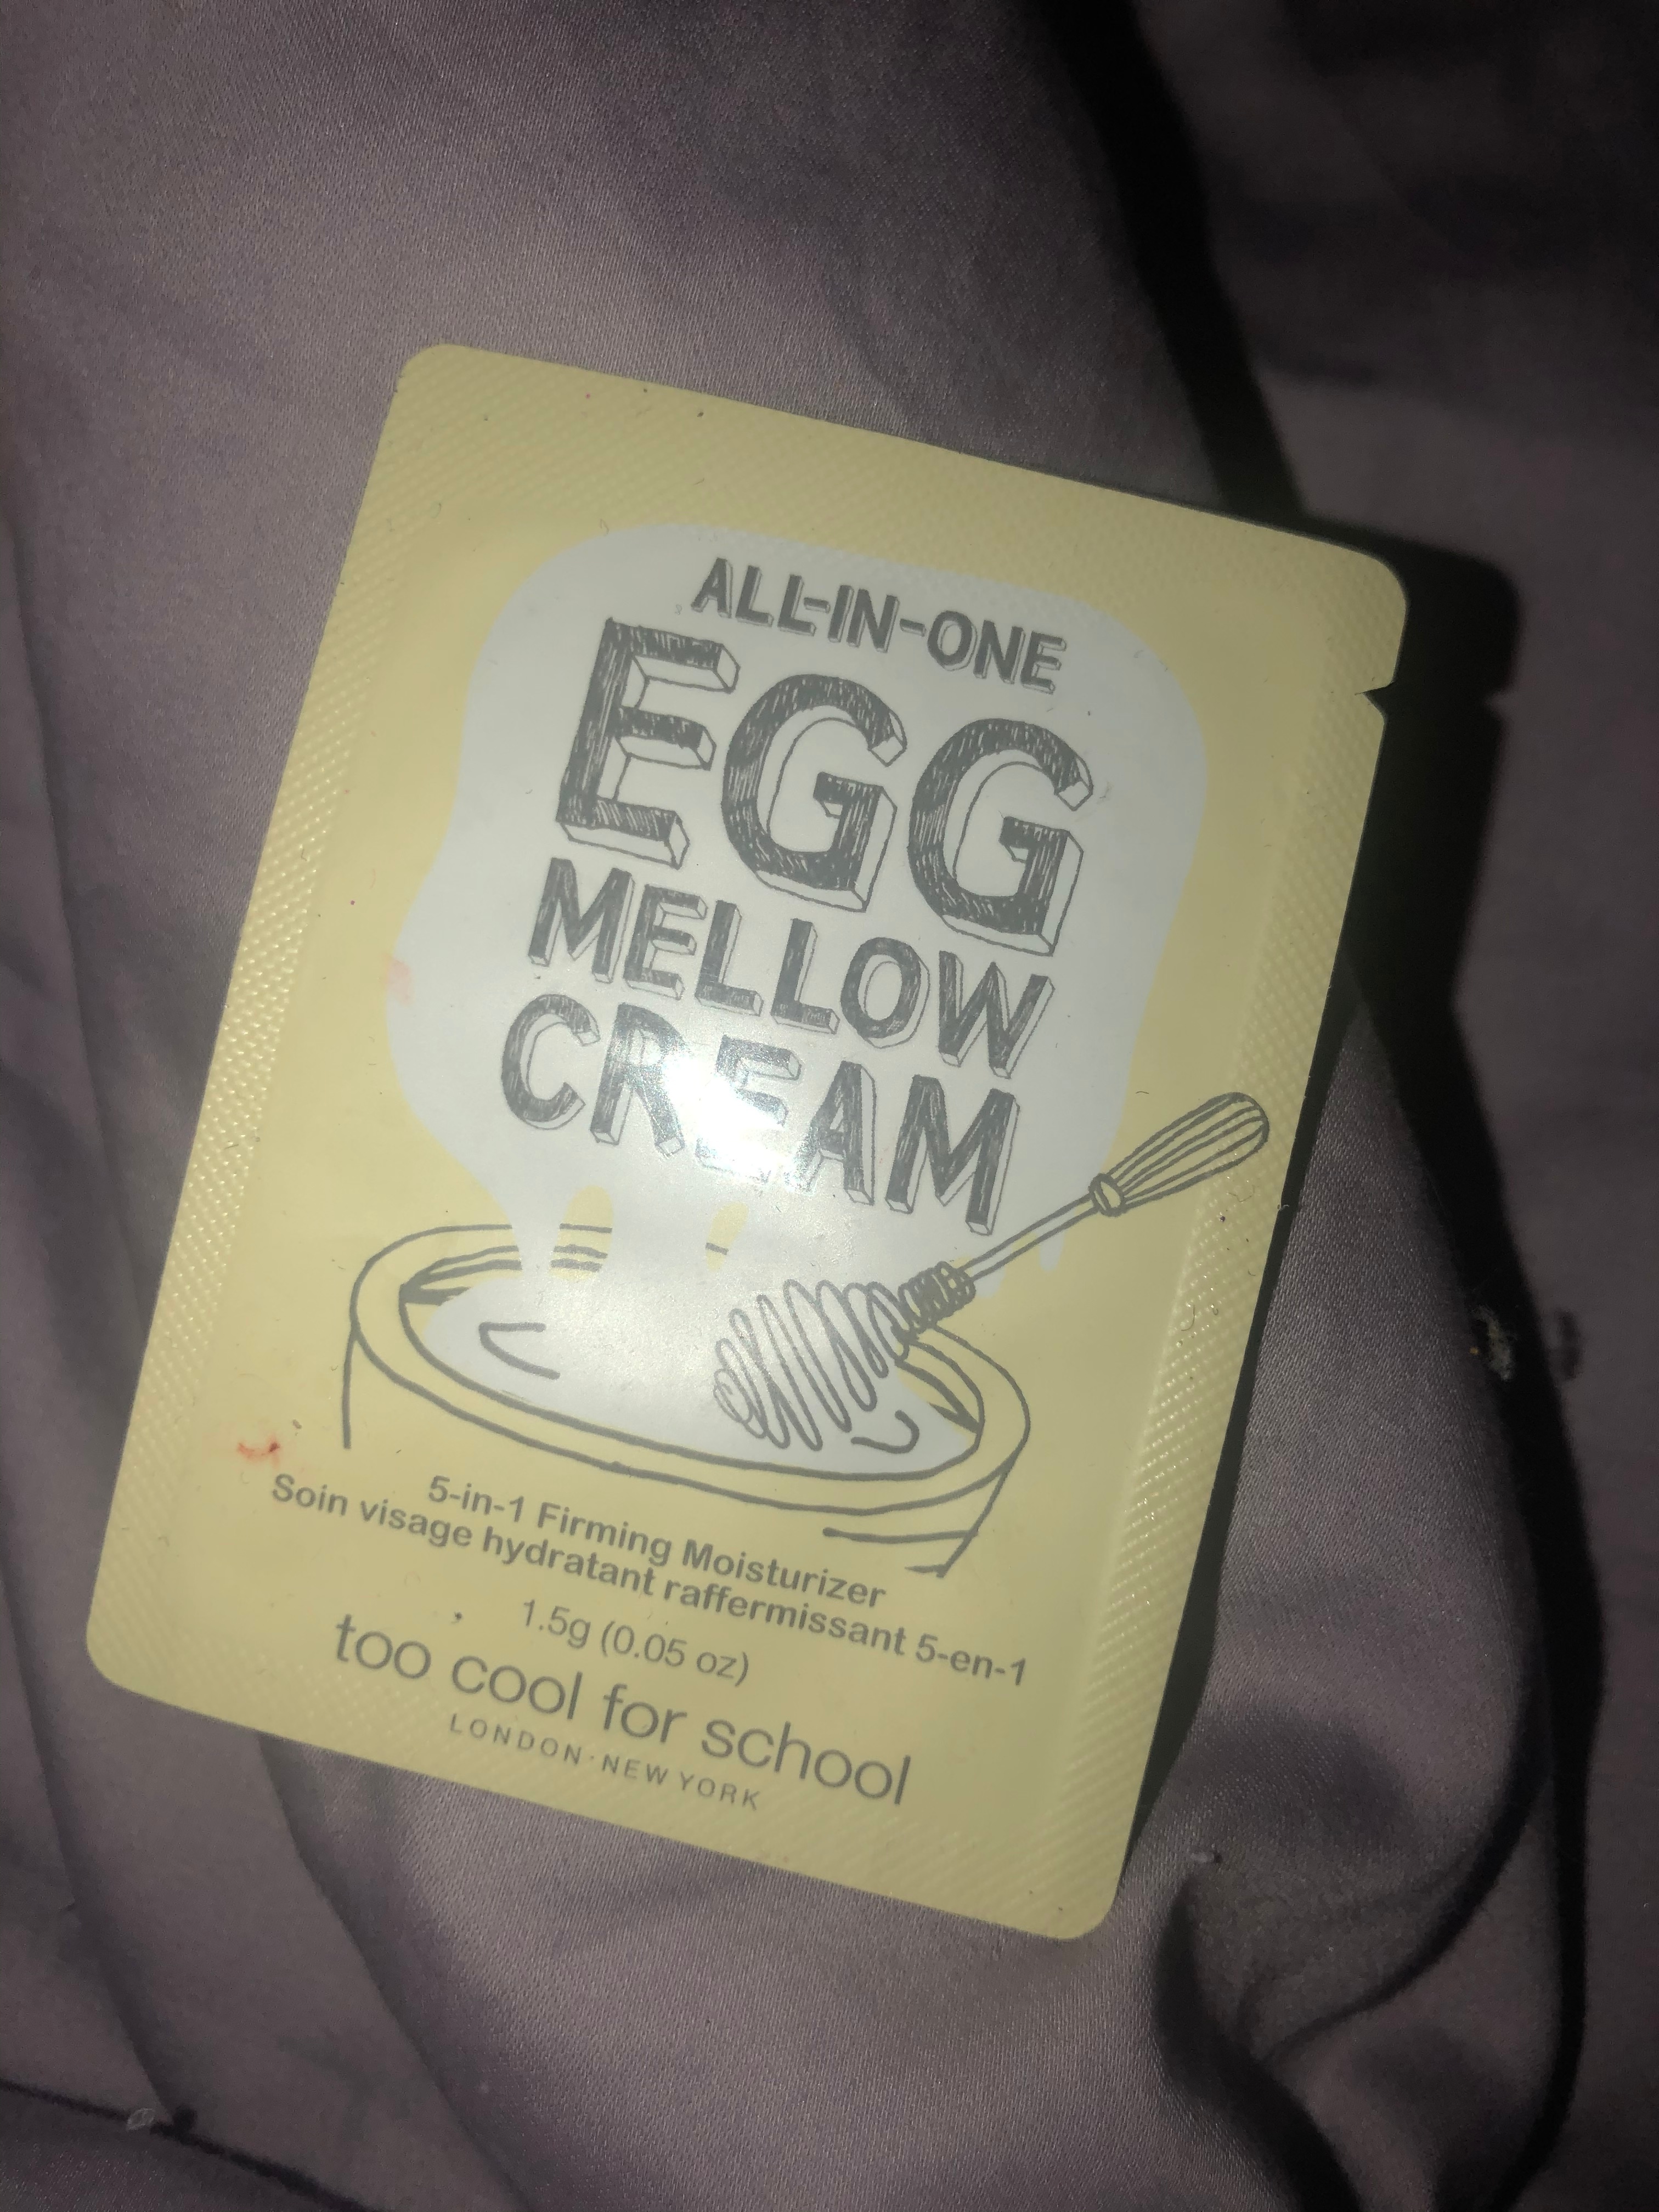 ALL-IN-ONE
EGG
MELLOW
CREAM
5-in-1 Firming Moisturizer
Soin visage hydratant raffermissant 5-en-1
1.5g (0.05 oz)
too cool for school
LONDON·NEW YORK